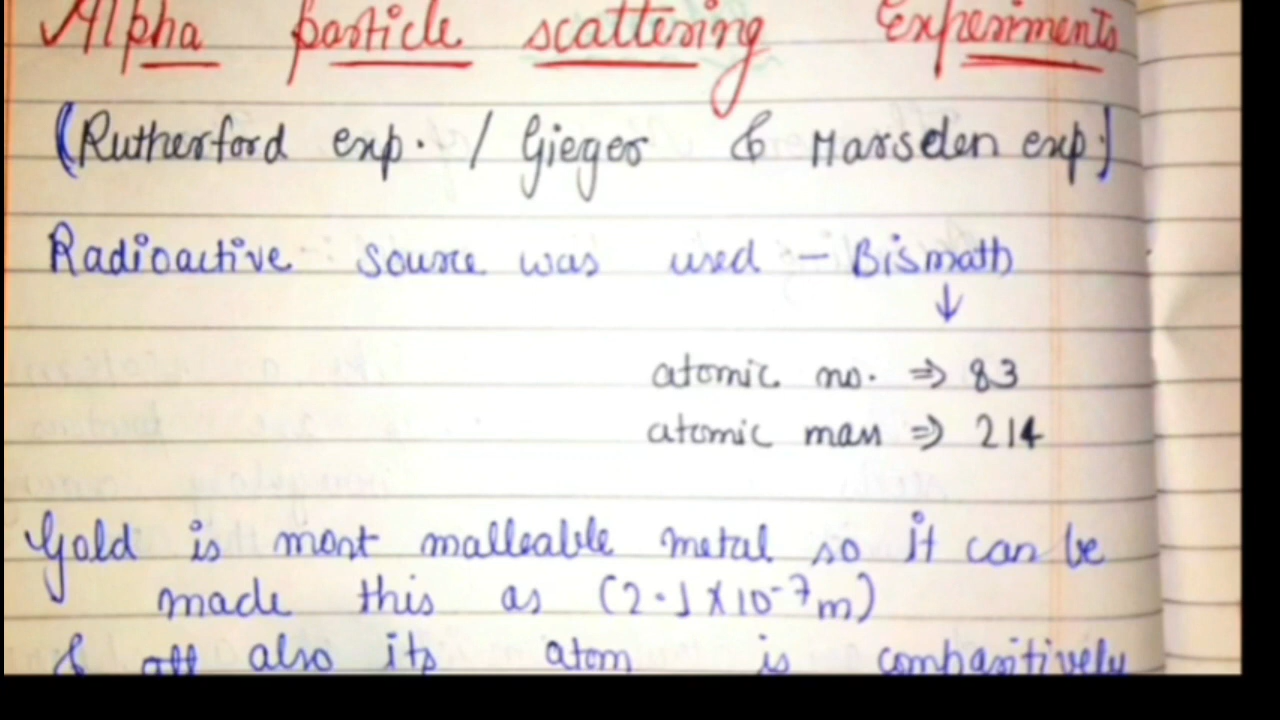 Alpha particle scattering Experiments
(Rutherford exp. / Gieger & Marsden exp.)
Radioactive source was used – Bismath
↓
atomic no. ⇒ 83
atomic mass ⇒ 214
Gold is most malleable metal so it can be
made this as (2.1 × 10⁻⁷m)
& also its atom is comparitively